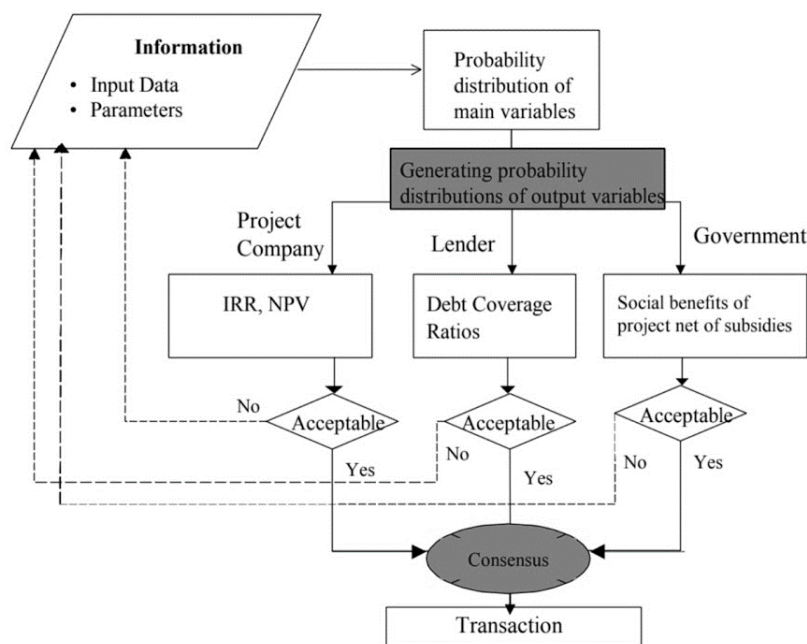 Information
• Input Data
• Parameters
Probability
distribution of
main variables
Generating probability
distributions of output variables
Project
Company
Lender
Government
IRR, NPV
Debt Coverage
Ratios
Social benefits of
project net of subsidies
No
Acceptable
Acceptable
Acceptable
Yes
No
Yes
No
Yes
Consensus
Transaction